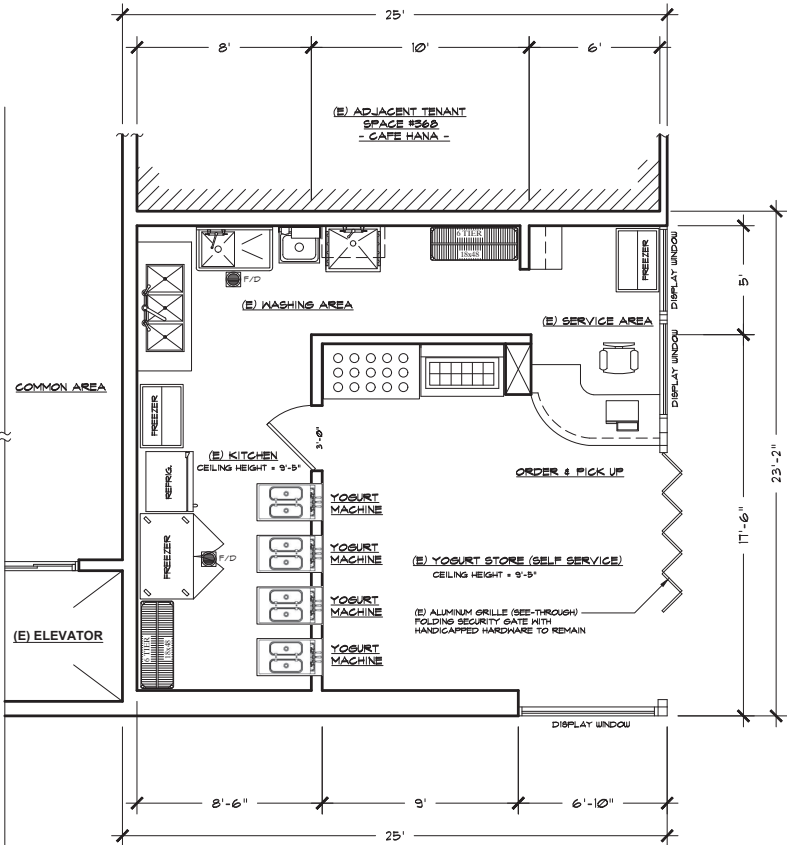 25'
8'
10'
6'
(E) ADJACENT TENANT
SPACE #368
- CAFE HANA -
6 TIER
18x48
FREEZER
DISPLAY WINDOW
F/D
(E) WASHING AREA
5'
(E) SERVICE AREA
DISPLAY WINDOW
COMMON AREA
FREEZER
3'-0"
(E) KITCHEN
CEILING HEIGHT = 9'-5"
REFRIG.
ORDER & PICK UP
23'-2"
YOGURT
MACHINE
17'-6"
FREEZER
F/D
YOGURT
MACHINE
(E) YOGURT STORE (SELF SERVICE)
CEILING HEIGHT = 9'-5"
YOGURT
MACHINE
(E) ALUMINUM GRILLE (SEE-THROUGH)
FOLDING SECURITY GATE WITH
HANDICAPPED HARDWARE TO REMAIN
(E) ELEVATOR
6 TIER
18x48
YOGURT
MACHINE
DISPLAY WINDOW
8'-6"
9'
6'-10"
25'